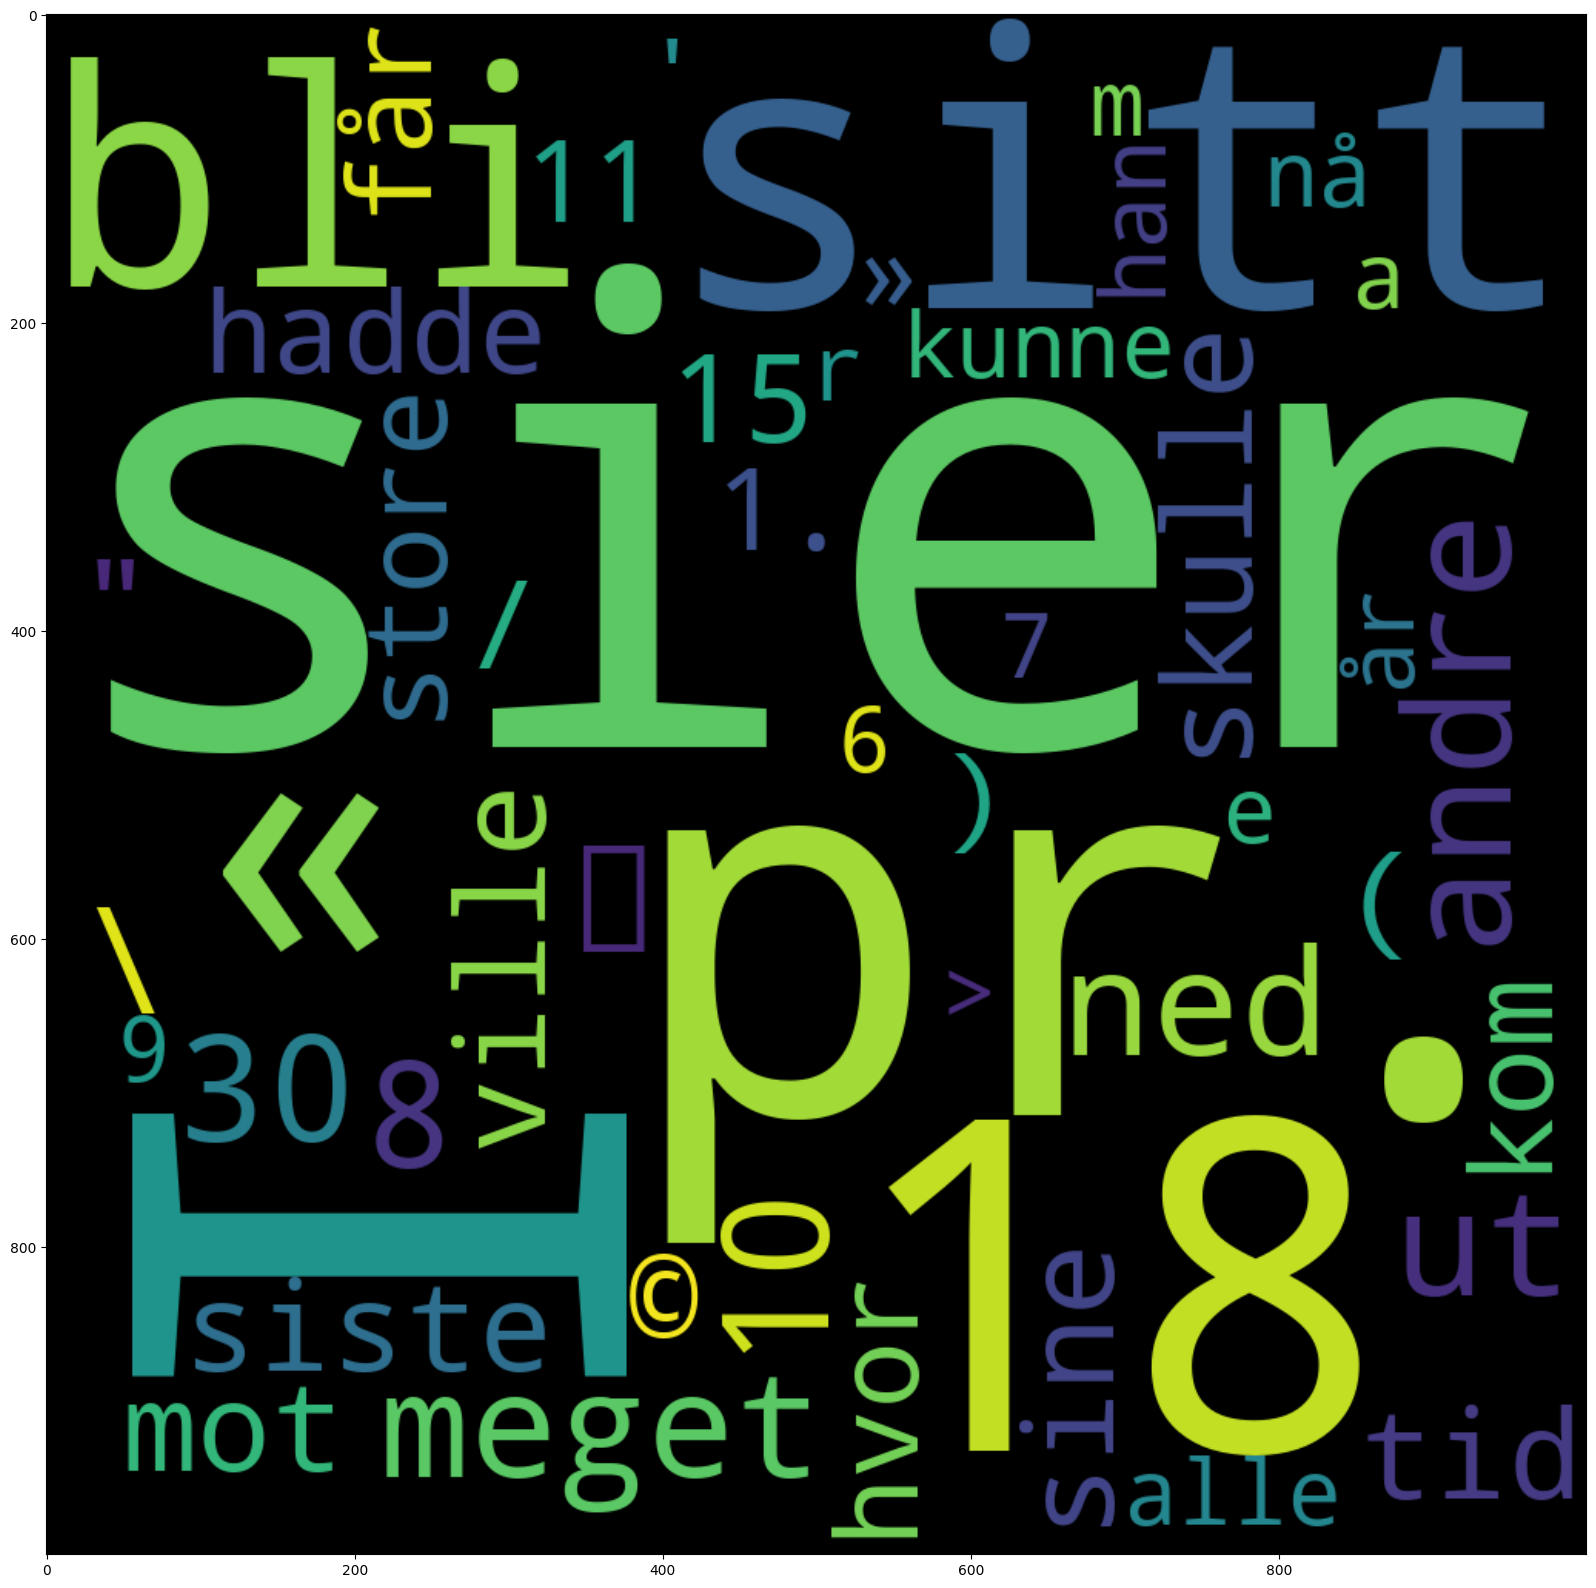 0
200
400
600
800
0
200
400
600
800
bli
får
11
'
sitt
m
han
nå
a
»
.
hadde
15
r
kunne
skulle
sier
store
1.
"
/
7
6
år
andre
«
ville
pr.
)
e
(
\
>
ned
kom
9
30
8
I
siste
©
10
18
ut
mot
meget
hvor
sine
alle
tid